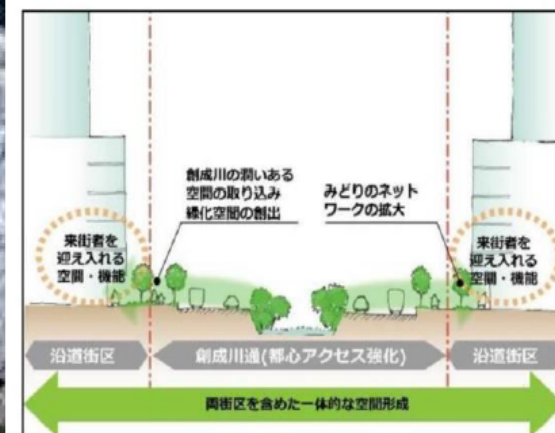 創成川の潤いある
空間の取り込み
緑化空間の創出
みどりのネット
ワークの拡大
来街者を
迎え入れる
空間・機能
来街者を
迎え入れる
空間・機能
沿道街区
創成川通(都心アクセス強化)
沿道街区
両街区を含めた一体的な空間形成